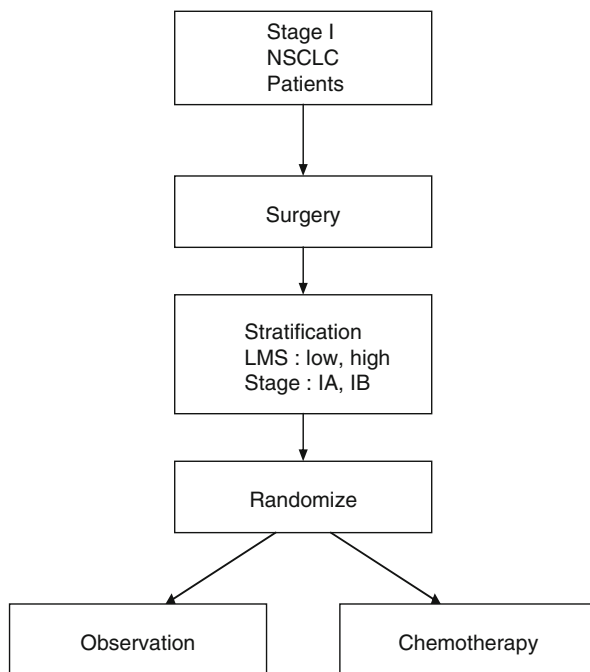 Stage I
NSCLC
Patients
Surgery
Stratification
LMS : low, high
Stage : IA, IB
Randomize
Observation
Chemotherapy